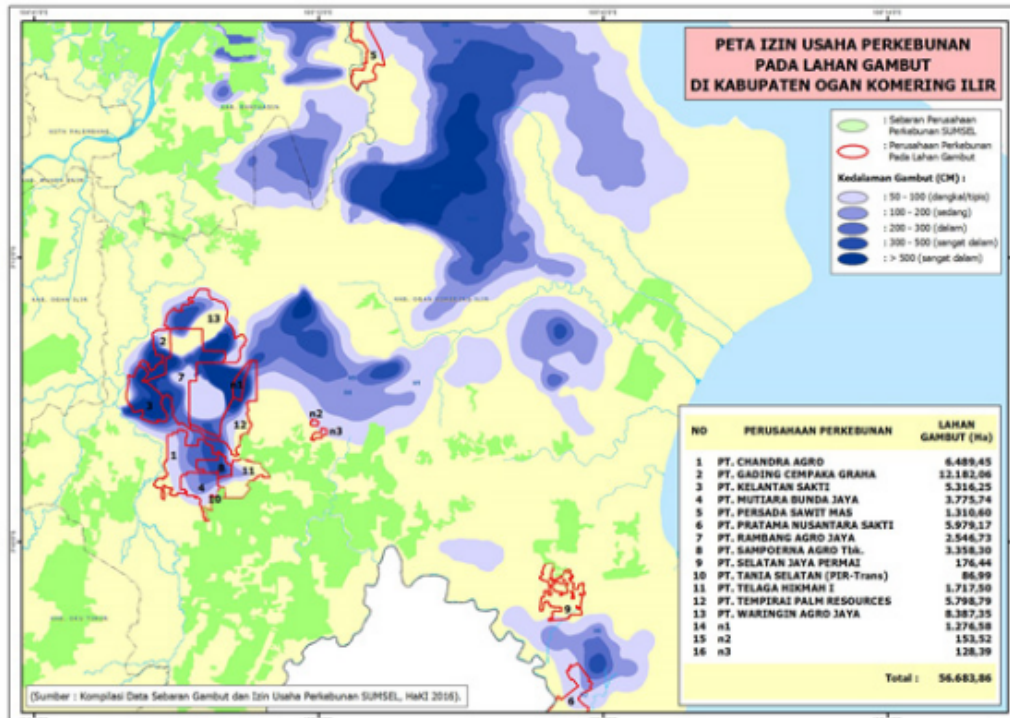 PETA IZIN USAHA PERKEBUNAN
PADA LAHAN GAMBUT
DI KABUPATEN OGAN KOMERING ILIR
: Sebaran Perusahaan
Perkebunan SUMSEL
: Perusahaan Perkebunan
Pada Lahan Gambut
Kedalaman Gambut (CM) :
: 50 - 100 (dangkal/tipis)
: 100 - 200 (sedang)
: 200 - 300 (dalam)
: 300 - 500 (sangat dalam)
: > 500 (sangat dalam)
5
KOTA PALEMBANG
KAB. OGAN ILIR
KAB. OGAN KOMERING ILIR
13
2
7
n1
3
n2
12
n3
1
8
11
4
10
9
6
NO PERUSAHAAN PERKEBUNAN LAHAN GAMBUT (Ha)
1 PT. CHANDRA AGRO 6.489,45
2 PT. GADING CEMPAKA GRAHA 12.182,06
3 PT. KELANTAN SAKTI 5.316,25
4 PT. MUTIARA BUNDA JAYA 3.775,74
5 PT. PERSADA SAWIT MAS 1.310,60
6 PT. PRATAMA NUSANTARA SAKTI 5.979,17
7 PT. RAMBANG AGRO JAYA 2.546,73
8 PT. SAMPOERNA AGRO Tbk. 3.358,30
9 PT. SELATAN JAYA PERMAI 176,44
10 PT. TANIA SELATAN (PIR-Trans) 86,99
11 PT. TELAGA HIKMAH I 1.717,50
12 PT. TEMPIRAI PALM RESOURCES 5.798,79
13 PT. WARINGIN AGRO JAYA 8.387,35
14 n1 1.276,58
15 n2 153,52
16 n3 128,39
Total : 56.683,86
(Sumber : Kompilasi Data Sebaran Gambut dan Izin Usaha Perkebunan SUMSEL, HaKI 2016).